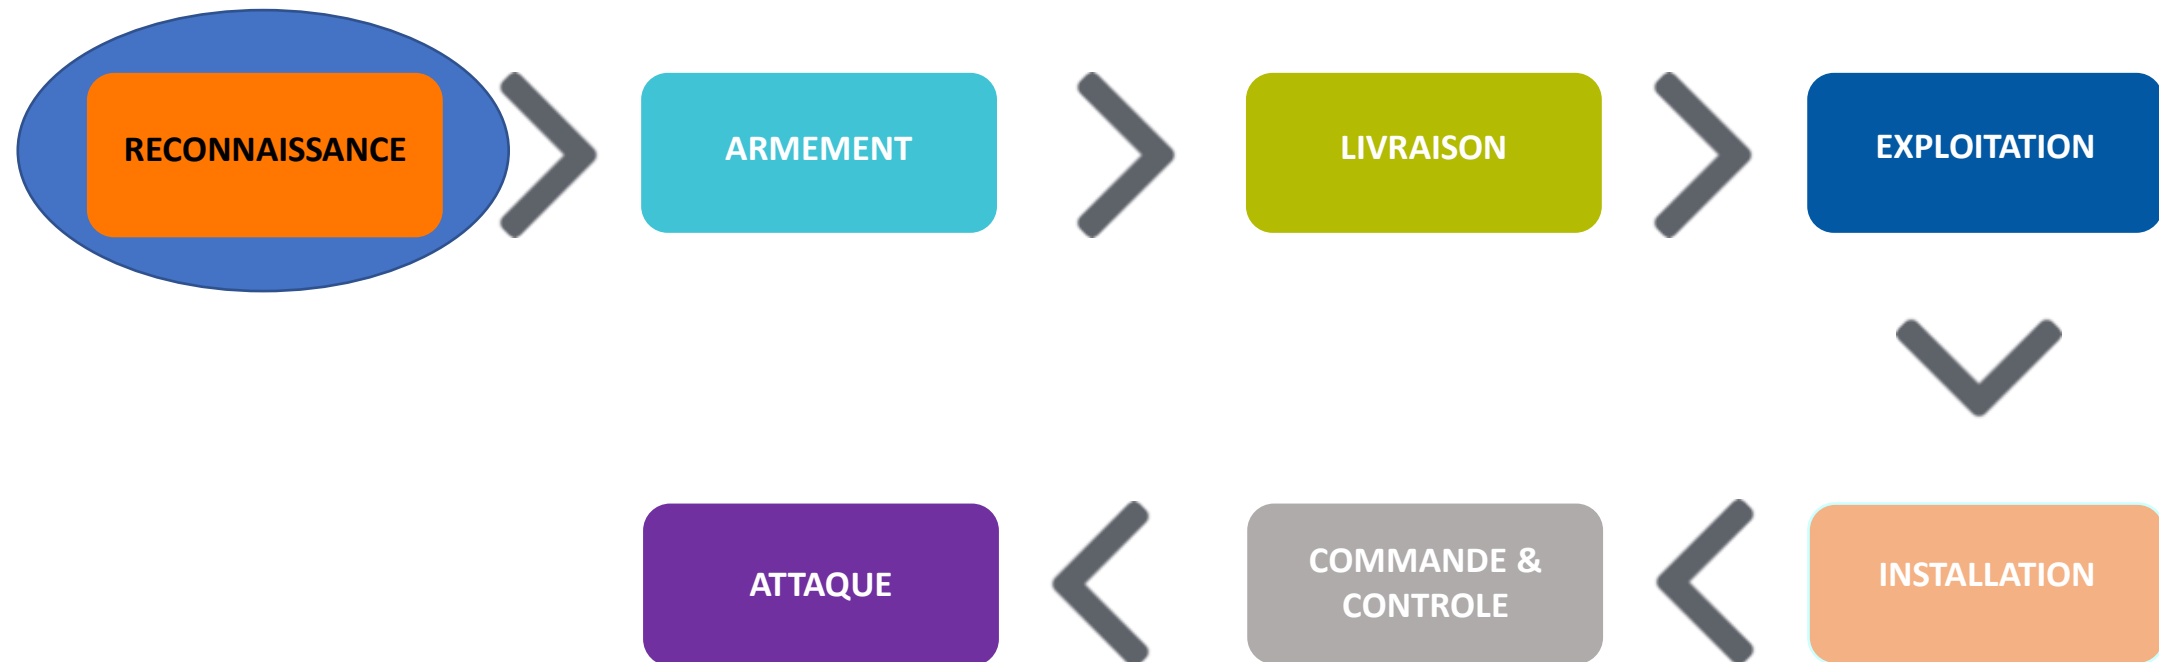 RECONNAISSANCE
ARMEMENT
LIVRAISON
EXPLOITATION
INSTALLATION
COMMANDE &
CONTROLE
ATTAQUE